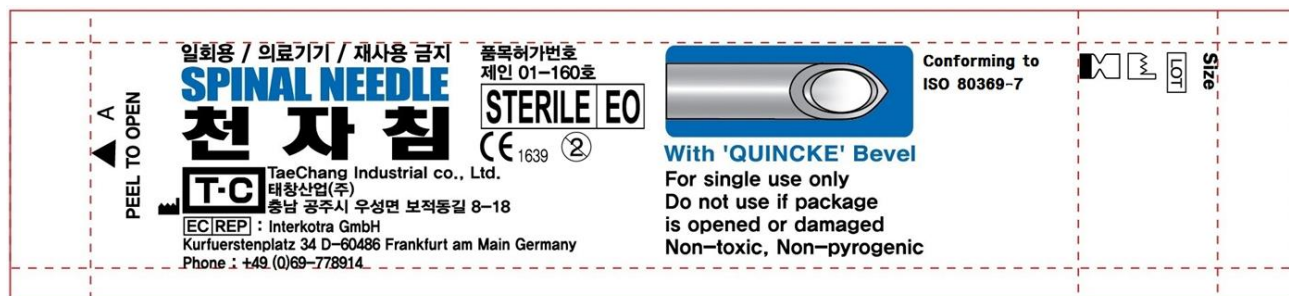 A
PEEL TO OPEN
일회용 / 의료기기 / 재사용 금지
SPINAL NEEDLE
천 자 침
품목허가번호
제인 01-160호
STERILE EO
CE 1639 2
T·C
TaeChang Industrial co., Ltd.
태창산업(주)
충남 공주시 우성면 보적동길 8-18
EC REP : Interkotra GmbH
Kurfuerstenplatz 34 D-60486 Frankfurt am Main Germany
Phone : +49 (0)69-778914
With 'QUINCKE' Bevel
For single use only
Do not use if package
is opened or damaged
Non-toxic, Non-pyrogenic
Conforming to
ISO 80369-7
LOT
Size